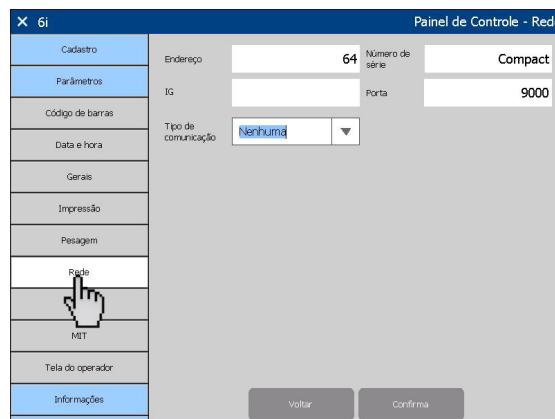 6i
Painel de Controle - Red
Cadastro
Parâmetros
Código de barras
Data e hora
Gerais
Impressão
Pesagem
Rede
MIT
Tela do operador
Informações
Endereço
64
Número de
série
Compact
IG
Porta
9000
Tipo de
comunicação
Nenhuma
Voltar
Confirma